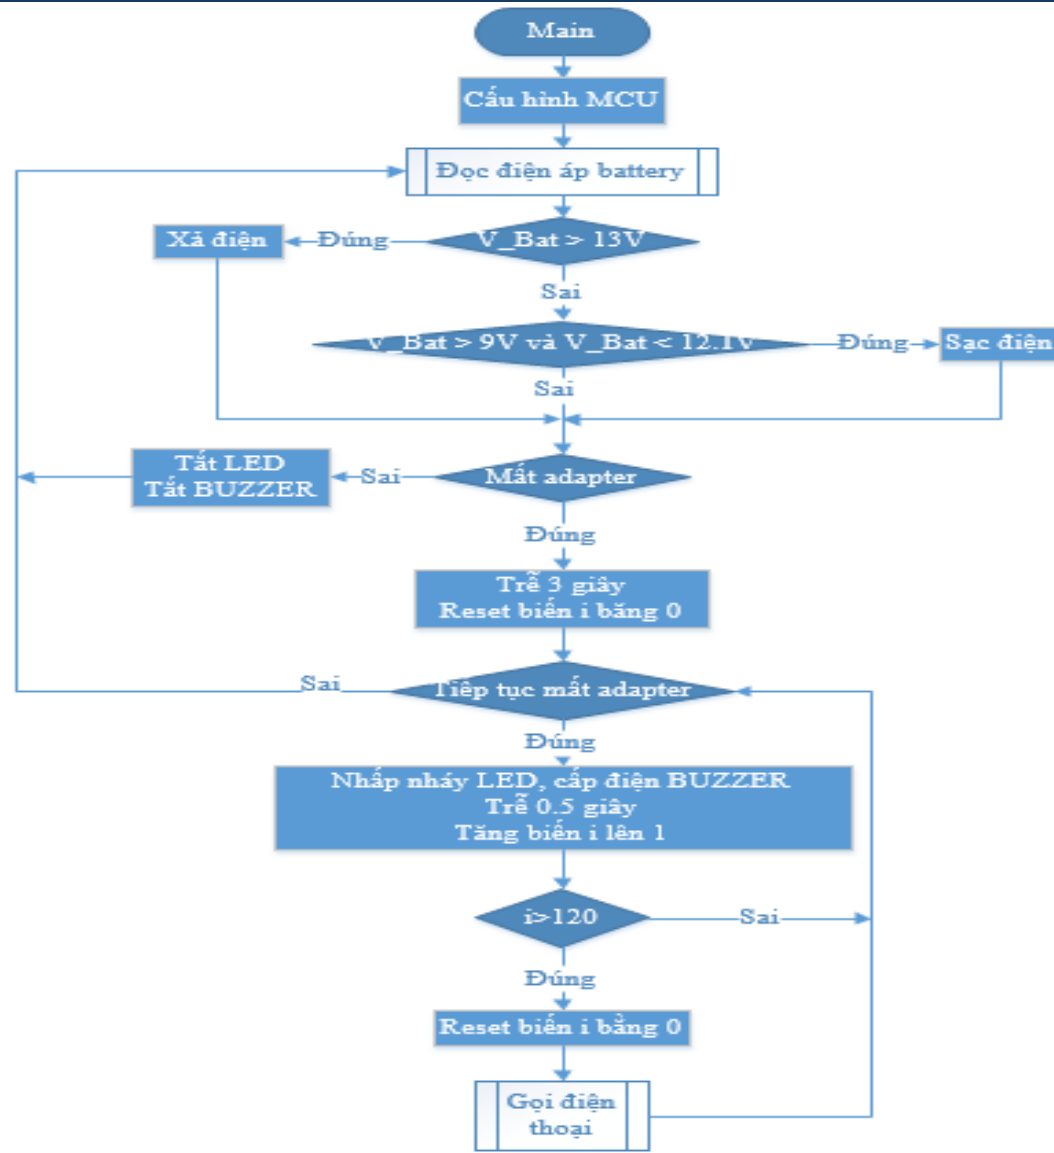 Main
Cấu hình MCU
Đọc điện áp battery
V_Bat > 13V
Đúng
Xả điện
Sai
V_Bat > 9V và V_Bat < 12.1V
Đúng
Sạc điện
Sai
Mất adapter
Sai
Tắt LED
Tắt BUZZER
Đúng
Trễ 3 giây
Reset biến i băng 0
Tiếp tục mất adapter
Sai
Đúng
Nhấp nháy LED, cấp điện BUZZER
Trễ 0.5 giây
Tăng biến i lên 1
i>120
Sai
Đúng
Reset biến i bằng 0
Gọi điện
thoại